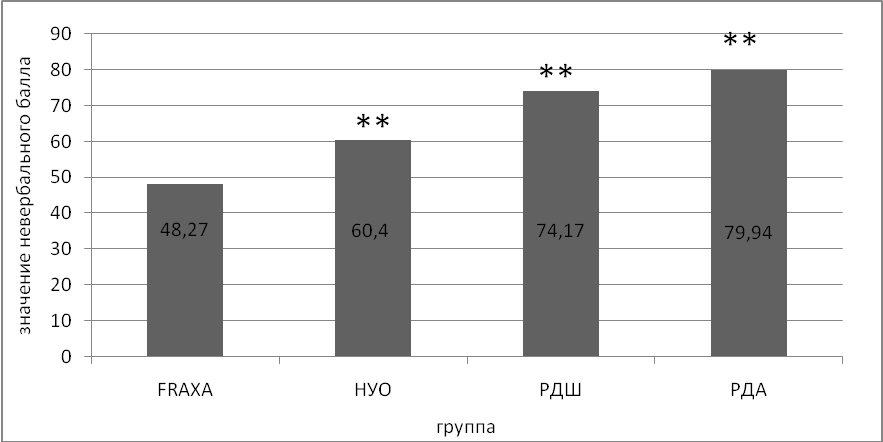 значение невербального балла
90
80
70
60
50
40
30
20
10
0
**
**
**
48,27
60,4
74,17
79,94
FRAXA
НУО
РДШ
РДА
группа